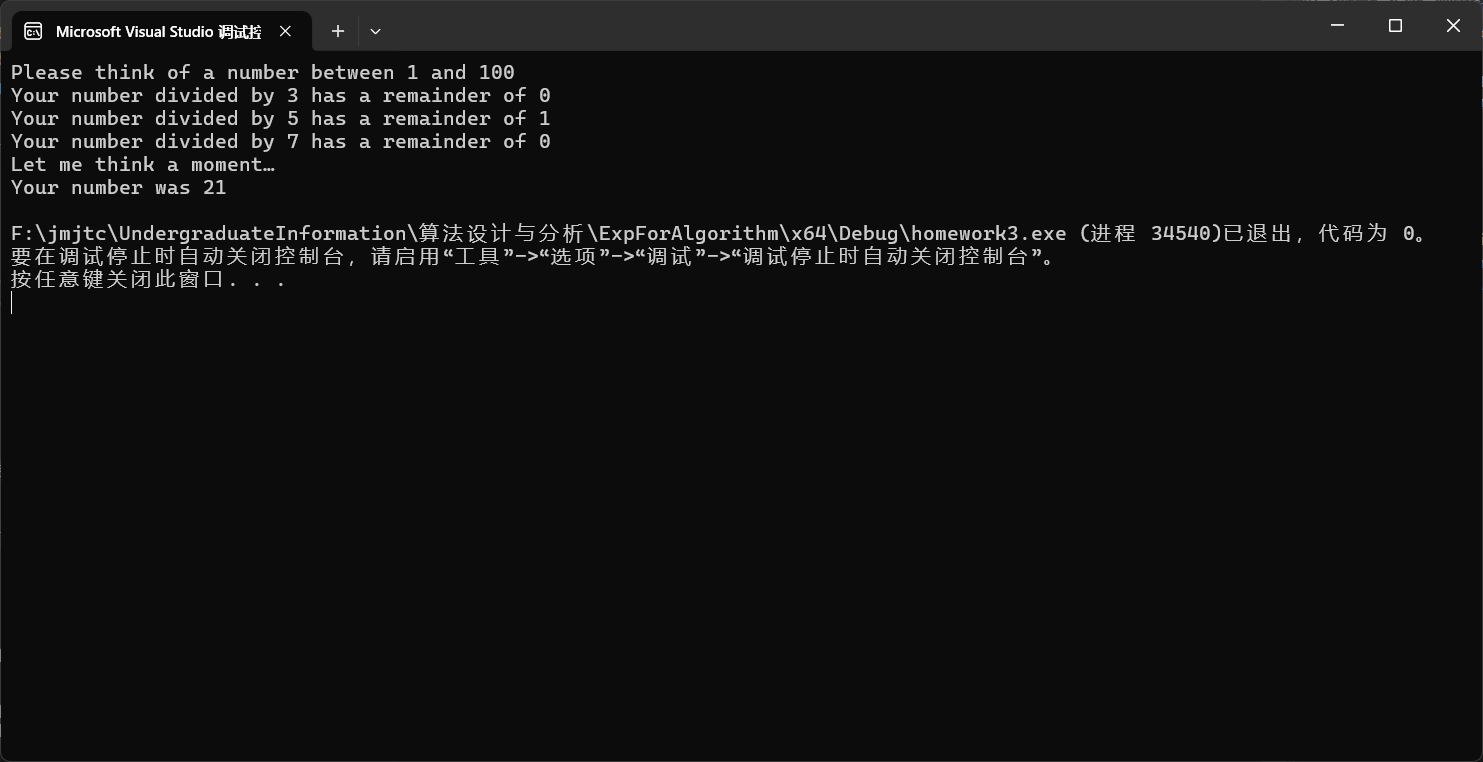 Microsoft Visual Studio 调试控
Please think of a number between 1 and 100
Your number divided by 3 has a remainder of 0
Your number divided by 5 has a remainder of 1
Your number divided by 7 has a remainder of 0
Let me think a moment…
Your number was 21
F:\jmjtc\UndergraduateInformation\算法设计与分析\ExpForAlgorithm\x64\Debug\homework3.exe (进程 34540)已退出，代码为 0。
要在调试停止时自动关闭控制台，请启用“工具”->“选项”->“调试”->“调试停止时自动关闭控制台”。
按任意键关闭此窗口. . .